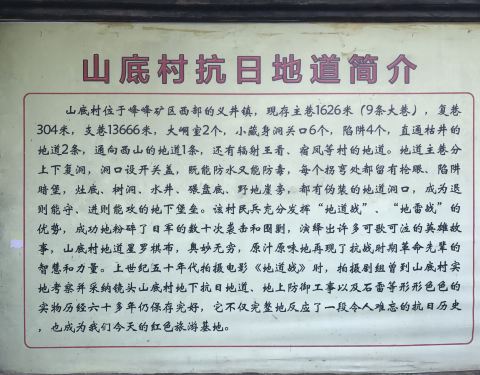 山底村抗日地道简介
山底村位于峰峰矿区西部的义井镇，现存主巷1626米（9条大巷），复巷
304米，支巷13666米，大峒室2个，小藏身洞关口6个，陷阱4个，直通枯井的
地道2条，通向西山的地道1条，还有辐射王看、宿凤等村的地道。地道主巷分
上下复洞，洞口设开关盖，既能防水又能防毒，每个拐弯处都留有枪眼、陷阱
暗堡，灶底、树洞、水井、碾盘底、野地崖旁，都有伪装的地道洞口，成为退
则能守、进则能攻的地下堡垒。该村民兵充分发挥“地道战”、“地雷战”的
优势，成功地粉碎了日军的数十次袭击和围剿，演绎出许多可歌可泣的英雄故
事，山底村地道星罗棋布，奥妙无穷，原汁原味地再现了抗战时期革命先辈的
智慧和力量。上世纪五十年代拍摄电影《地道战》时，拍摄剧组曾到山底村实
地考察并采纳镜头山底村地下抗日地道、地上防御工事以及石雷等形形色色的
实物历经六十多年仍保存完好，它不仅完整地反应了一段令人难忘的抗日历史
，也成为我们今天的红色旅游基地。